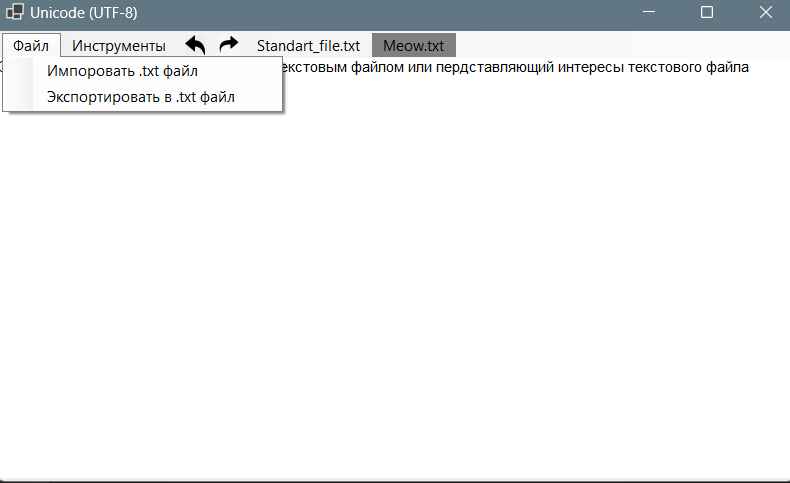 Unicode (UTF-8)
Файл Инструменты Standart_file.txt Meow.txt
екстовым файлом или пердставляющий интересы текстового файла
Импоровать .txt файл
Экспортировать в .txt файл